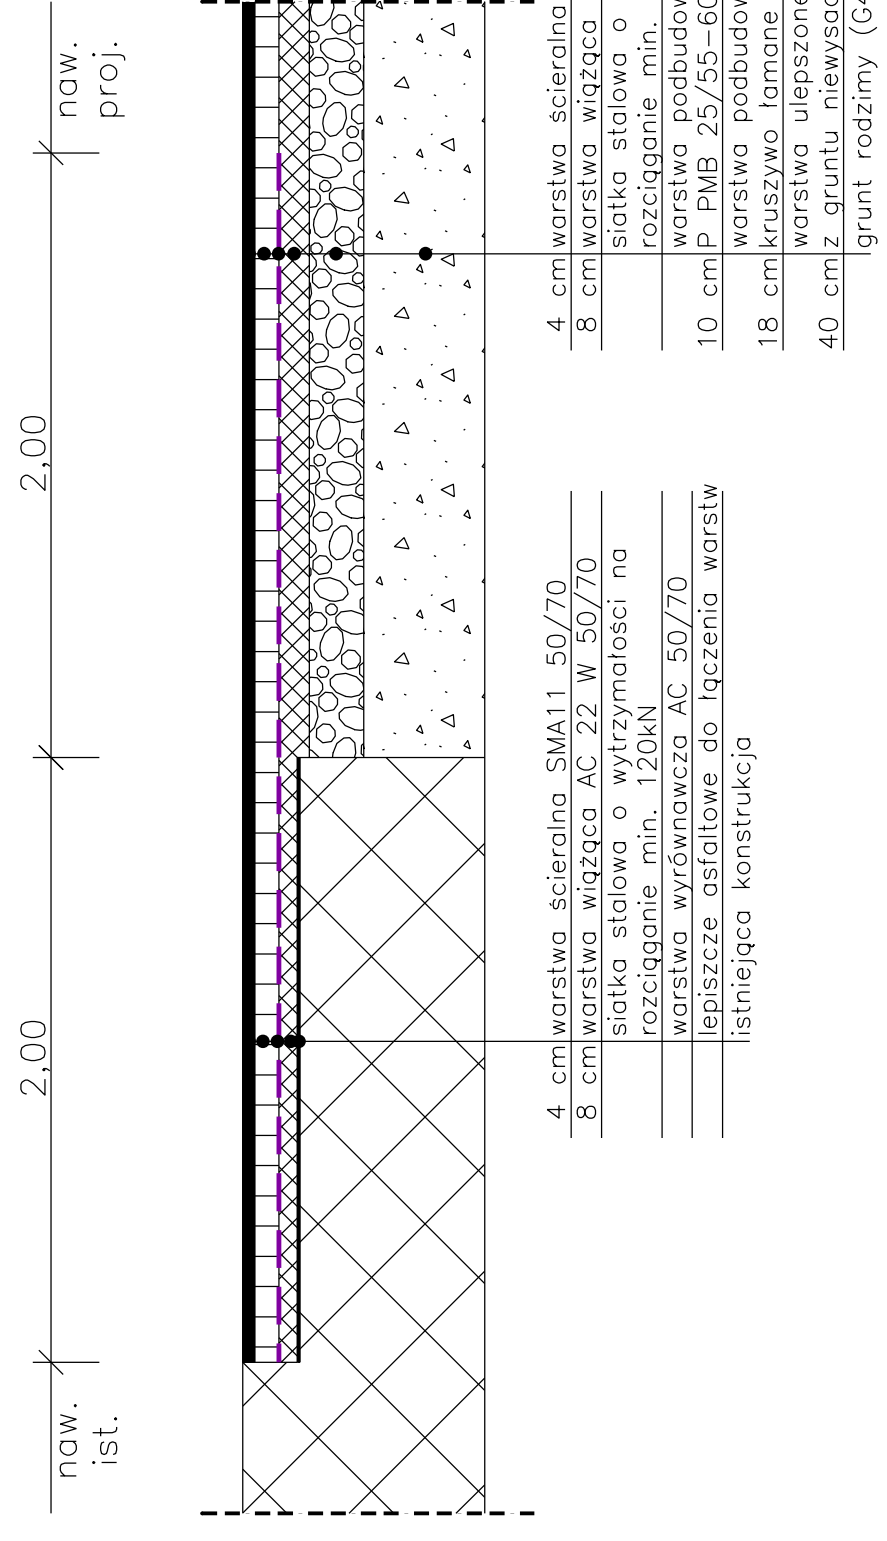 naw.
ist.
2,00
2,00
naw.
proj.
4 cm warstwa ścieralna SMA11 50/70
8 cm warstwa wiążąca AC 22 W 50/70
siatka stalowa o wytrzymałości na
rozciąganie min. 120kN
warstwa wyrównawcza AC 50/70
lepiszcze asfaltowe do łączenia warstw
istniejąca konstrukcja
4 cm warstwa ścieralna
8 cm warstwa wiążąca
siatka stalowa o
rozciąganie min.
warstwa podbudow
10 cm P PMB 25/55-60
warstwa podbudow
18 cm kruszywo łamane
warstwa ulepszone
40 cm z gruntu niewysad
grunt rodzimy (G4